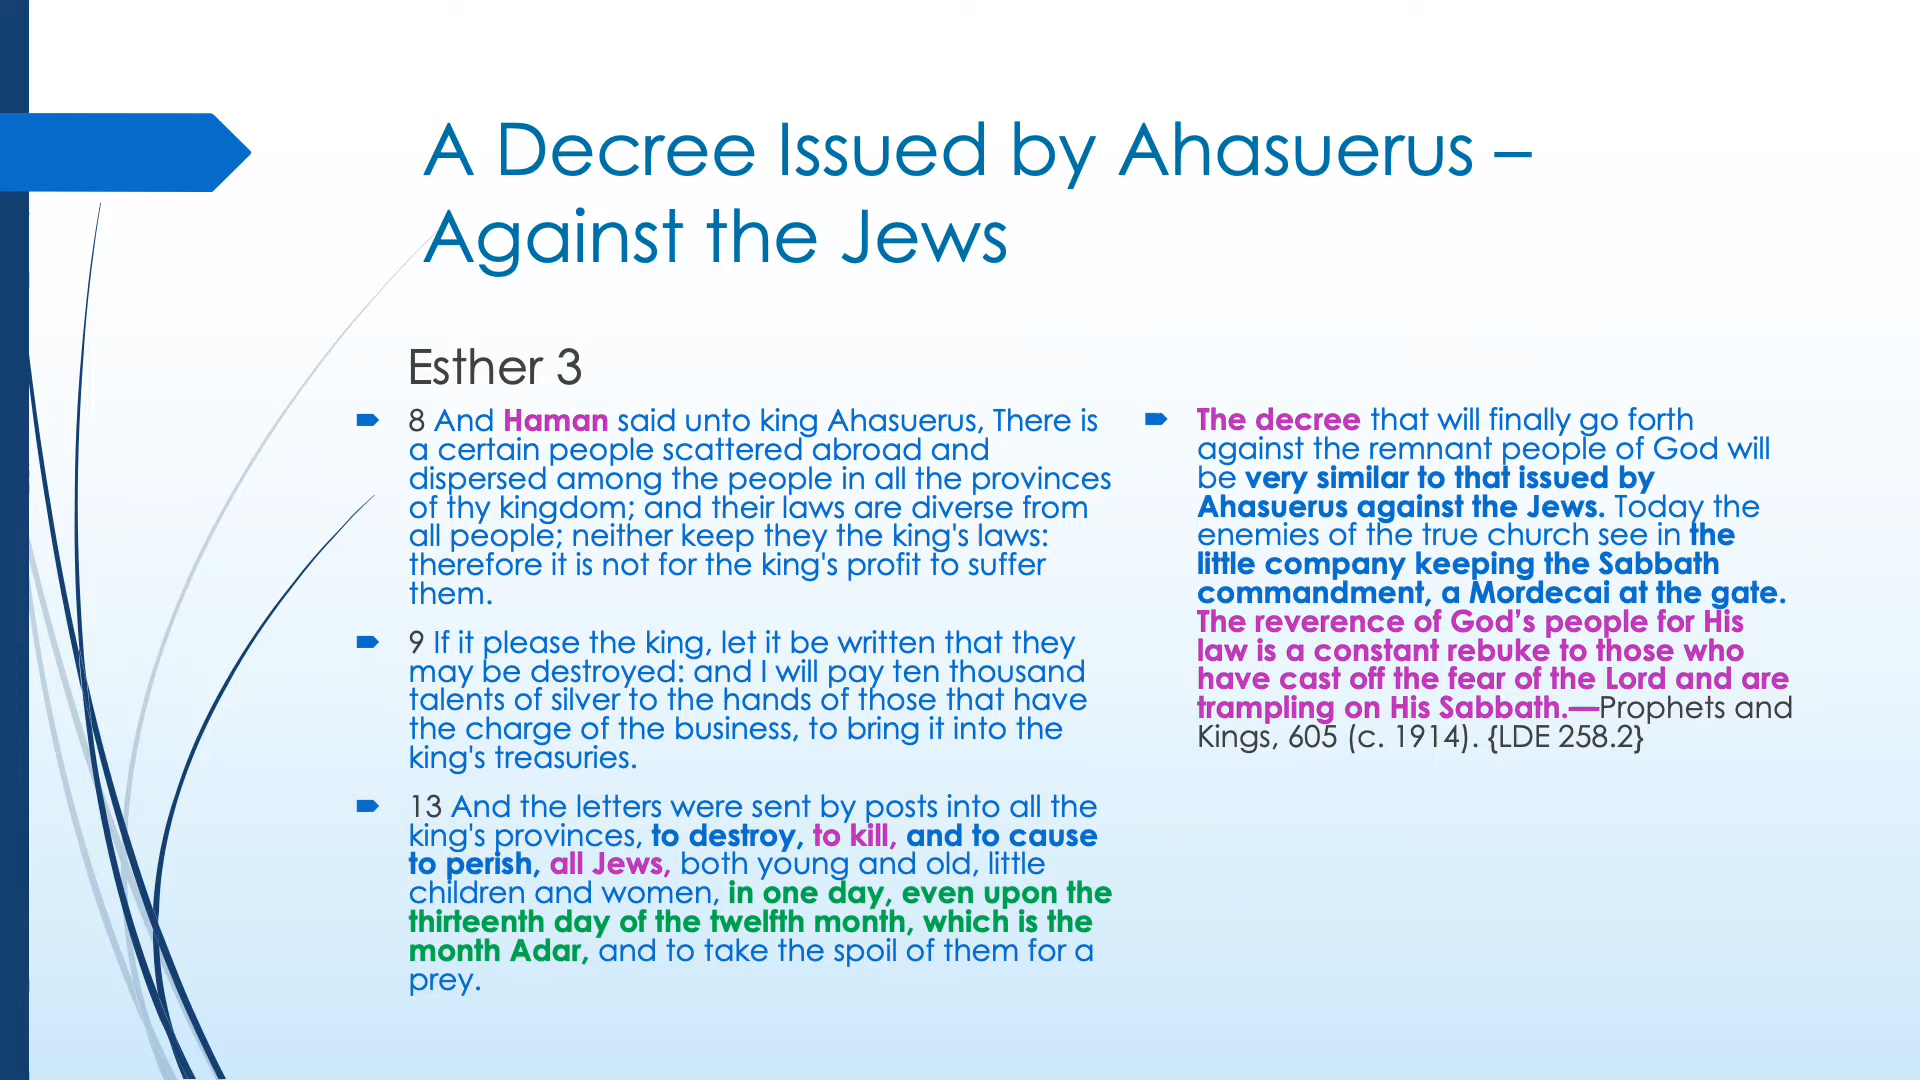 A Decree Issued by Ahasuerus –
Against the Jews
Esther 3
8 And Haman said unto king Ahasuerus, There is
a certain people scattered abroad and
dispersed among the people in all the provinces
of thy kingdom; and their laws are diverse from
all people; neither keep they the king's laws:
therefore it is not for the king's profit to suffer
them.
9 If it please the king, let it be written that they
may be destroyed: and I will pay ten thousand
talents of silver to the hands of those that have
the charge of the business, to bring it into the
king's treasuries.
13 And the letters were sent by posts into all the
king's provinces, to destroy, to kill, and to cause
to perish, all Jews, both young and old, little
children and women, in one day, even upon the
thirteenth day of the twelfth month, which is the
month Adar, and to take the spoil of them for a
prey.
The decree that will finally go forth
against the remnant people of God will
be very similar to that issued by
Ahasuerus against the Jews. Today the
enemies of the true church see in the
little company keeping the Sabbath
commandment, a Mordecai at the gate.
The reverence of God’s people for His
law is a constant rebuke to those who
have cast off the fear of the Lord and are
trampling on His Sabbath.—Prophets and
Kings, 605 (c. 1914). {LDE 258.2}